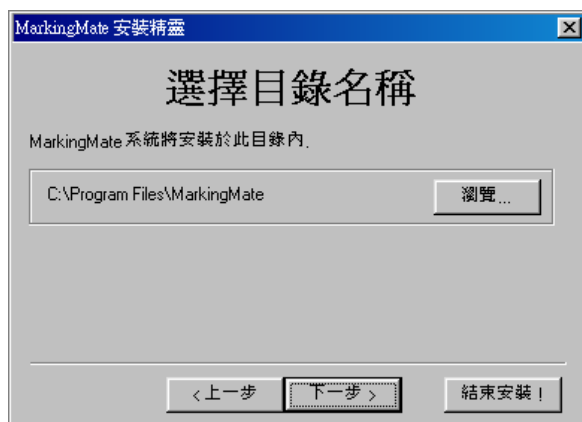 MarkingMate 安裝精靈
選擇目錄名稱
MarkingMate 系統將安裝於此目錄內.
C:\Program Files\MarkingMate
瀏覽...
<上一步
下一步>
結束安裝!